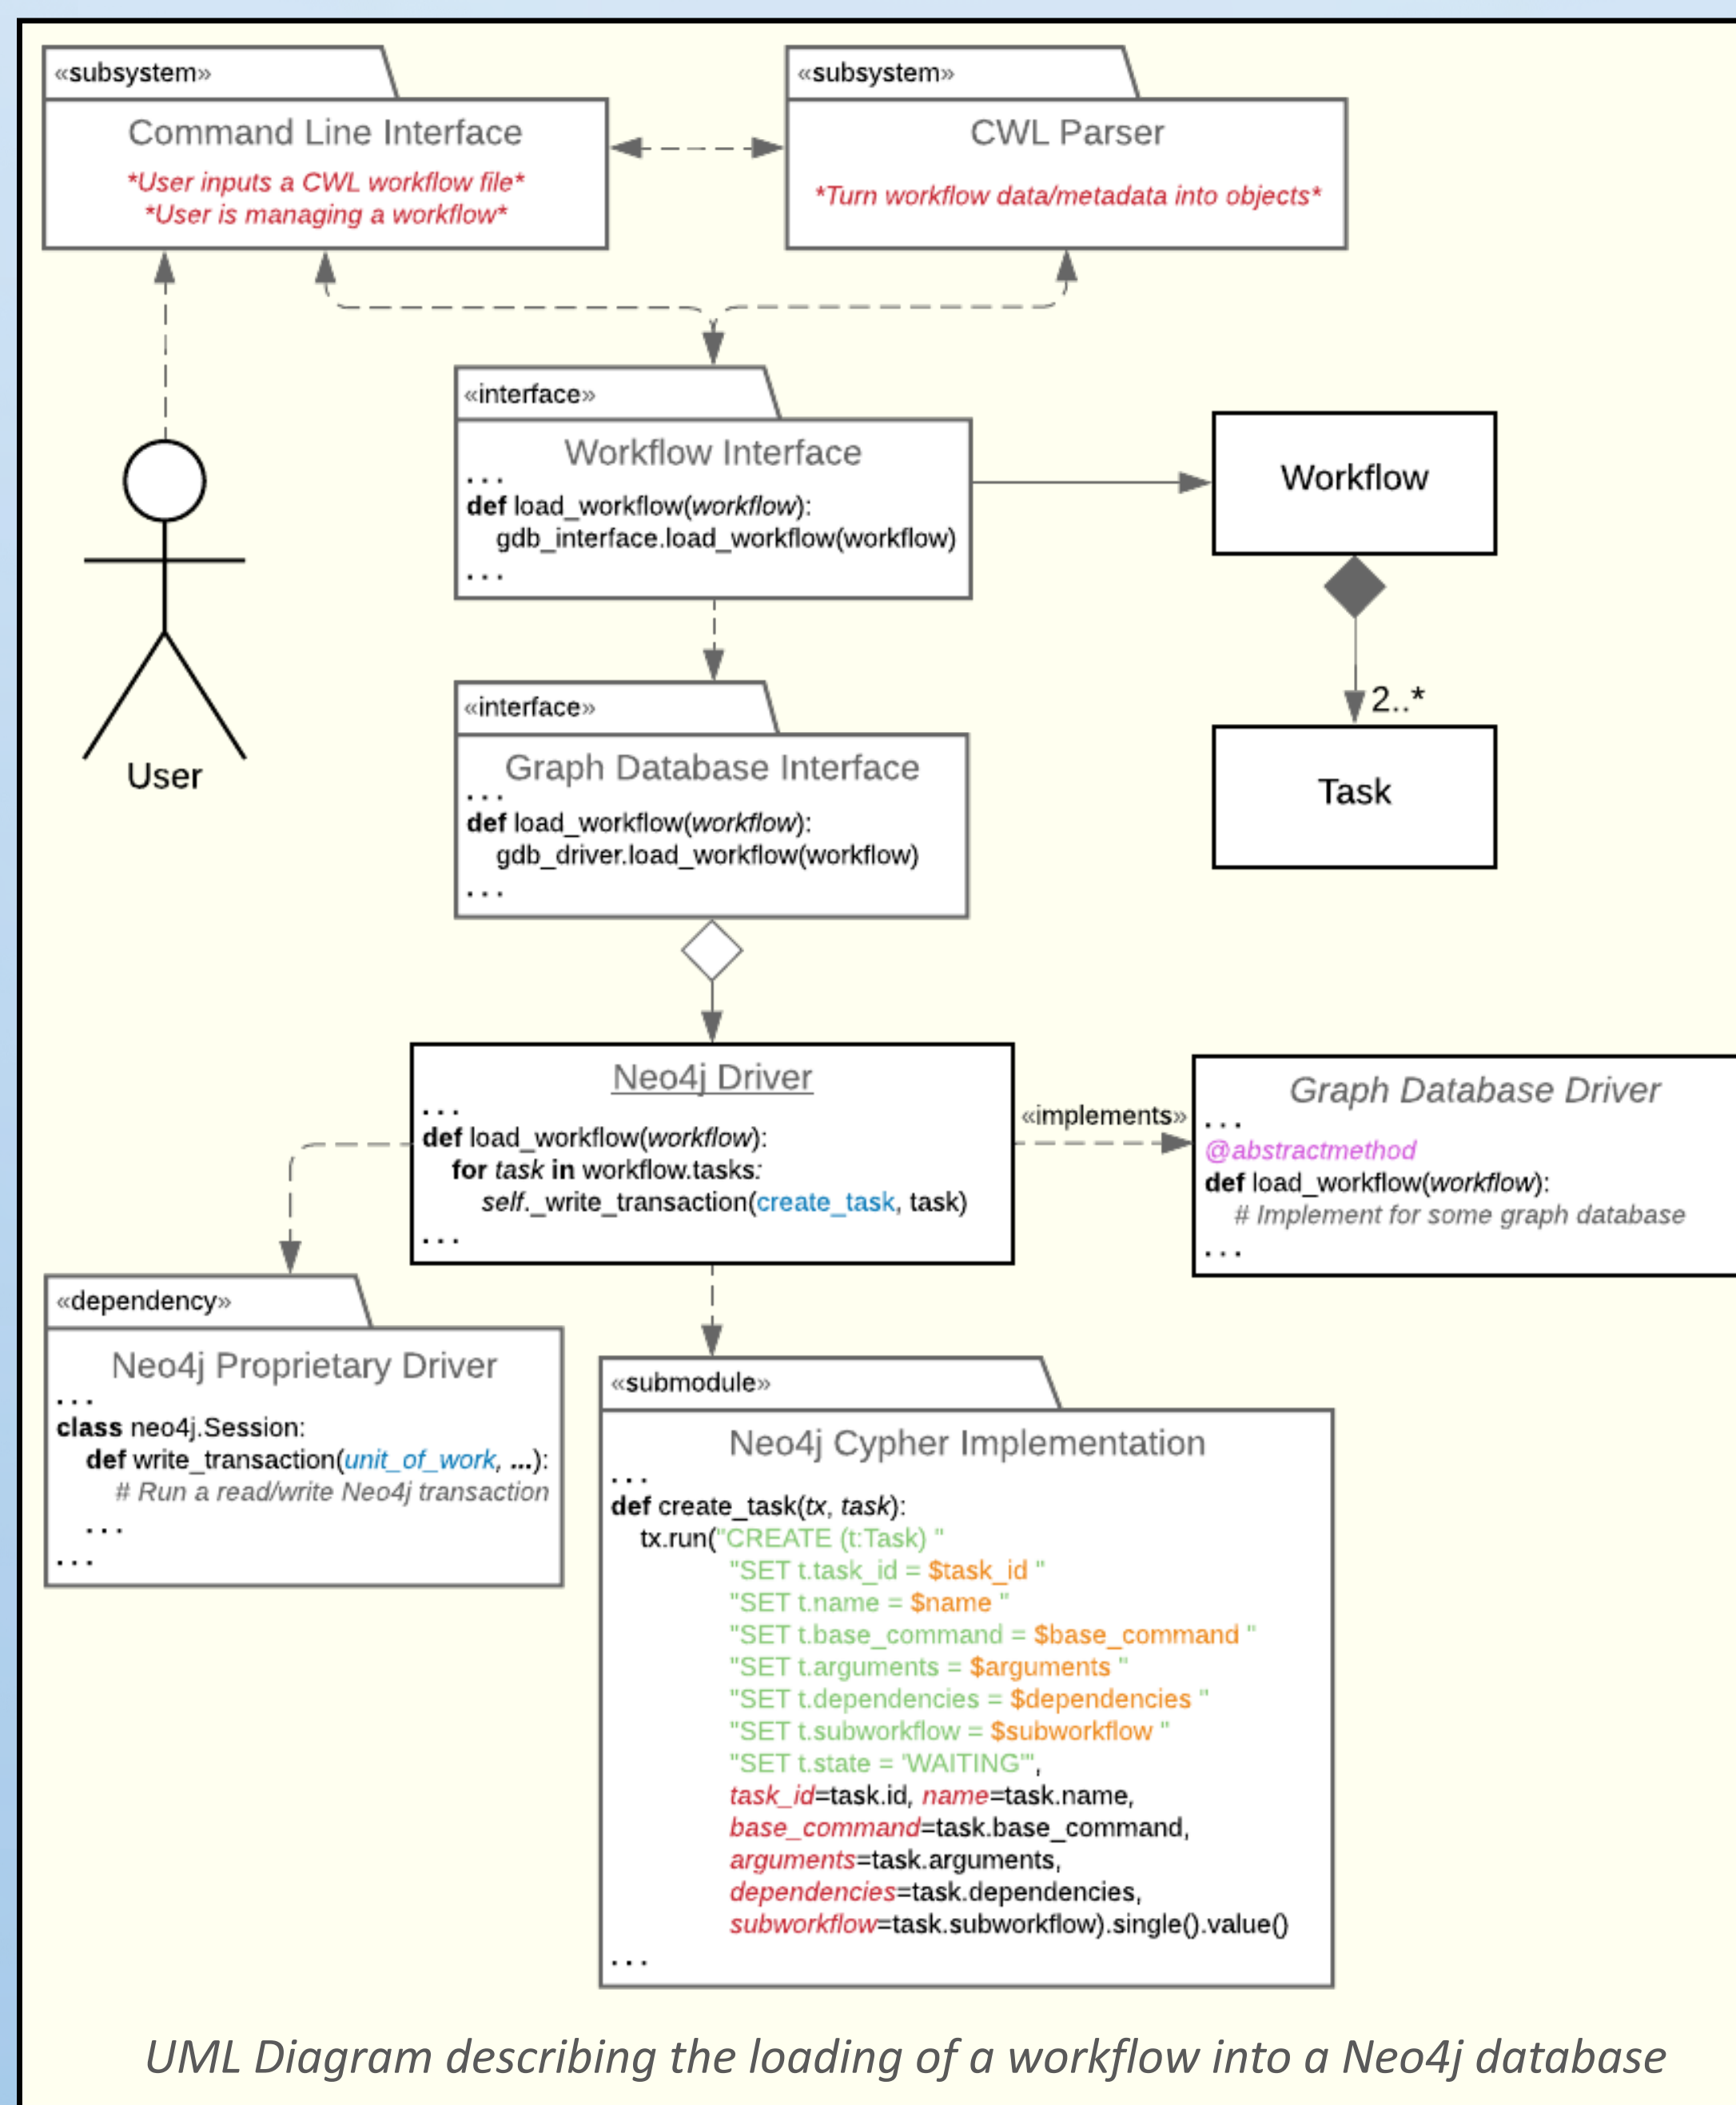 «subsystem»
Command Line Interface
*User inputs a CWL workflow file*
*User is managing a workflow*
«subsystem»
CWL Parser
*Turn workflow data/metadata into objects*
User
«interface»
Workflow Interface
...
def load_workflow(workflow):
gdb_interface.load_workflow(workflow)
...
Workflow
2..*
Task
«interface»
Graph Database Interface
...
def load_workflow(workflow):
gdb_driver.load_workflow(workflow)
...
Neo4j Driver
...
def load_workflow(workflow):
for task in workflow.tasks:
self._write_transaction(create_task, task)
...
«implements»
Graph Database Driver
...
@abstractmethod
def load_workflow(workflow):
# Implement for some graph database
...
«dependency»
Neo4j Proprietary Driver
...
class neo4j.Session:
def write_transaction(unit_of_work, ...):
# Run a read/write Neo4j transaction
...
...
«submodule»
Neo4j Cypher Implementation
...
def create_task(tx, task):
tx.run("CREATE (t:Task) "
"SET t.task_id = $task_id "
"SET t.name = $name "
"SET t.base_command = $base_command "
"SET t.arguments = $arguments "
"SET t.dependencies = $dependencies "
"SET t.subworkflow = $subworkflow "
"SET t.state = 'WAITING'",
task_id=task.id, name=task.name,
base_command=task.base_command,
arguments=task.arguments,
dependencies=task.dependencies,
subworkflow=task.subworkflow).single().value()
...
UML Diagram describing the loading of a workflow into a Neo4j database